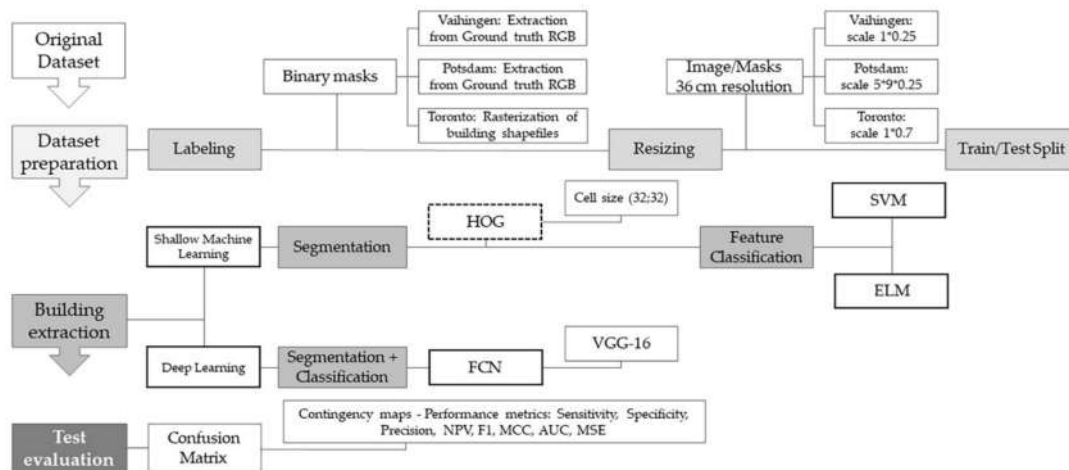 Original
Dataset
Binary masks
Vaihingen: Extraction
from Ground truth RGB
Potsdam: Extraction
from Ground truth RGB
Toronto: Rasterization of
building shapefiles
Image/Masks
36 cm resolution
Vaihingen:
scale 1*0.25
Potsdam:
scale 5*9*0.25
Toronto:
scale 1*0.7
Dataset
preparation
Labeling
Resizing
Train/Test Split
Shallow Machine
Learning
Segmentation
HOG
Cell size (32;32)
Feature
Classification
SVM
ELM
Building
extraction
Deep Learning
Segmentation +
Classification
FCN
VGG-16
Test
evaluation
Confusion
Matrix
Contingency maps - Performance metrics: Sensitivity, Specificity,
Precision, NPV, F1, MCC, AUC, MSE